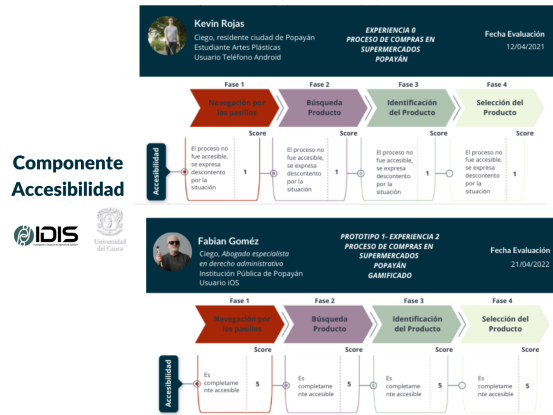 Componente
Accesibilidad
IDIS
Universidad
del Cauca
Kevin Rojas
Ciego, residente ciudad de Popayán
Estudiante Artes Plásticas
Usuario Teléfono Android
EXPERIENCIA 0
PROCESO DE COMPRAS EN
SUPERMERCADOS
POPAYÁN
Fecha Evaluación
12/04/2021
Fase 1
Fase 2
Fase 3
Fase 4
Navegación por
los pasillos
Búsqueda
Producto
Identificación
del Producto
Selección del
Producto
Score
Score
Score
Score
Accesibilidad
El proceso no
fue accesible,
se expresa
descontento
por la
situación
1
El proceso no
fue accesible,
se expresa
descontento
por la
situación
1
El proceso no
fue accesible,
se expresa
descontento
por la
situación
1
El proceso no
fue accesible,
se expresa
descontento
por la
situación
1
Fabian Goméz
Ciego, Abogado especialista
en derecho administrativo
Institución Pública de Popayán
Usuario iOS
PROTOTIPO 1- EXPERIENCIA 2
PROCESO DE COMPRAS EN
SUPERMERCADOS
POPAYÁN
GAMIFICADO
Fecha Evaluación
21/04/2022
Fase 1
Fase 2
Fase 3
Fase 4
Navegación por
los pasillos
Búsqueda
Producto
Identificación
del Producto
Selección del
Producto
Score
Score
Score
Score
Accesibilidad
Es
completame
nte accesible
5
Es
completame
nte accesible
5
Es
completame
nte accesible
5
Es
completame
nte accesible
5